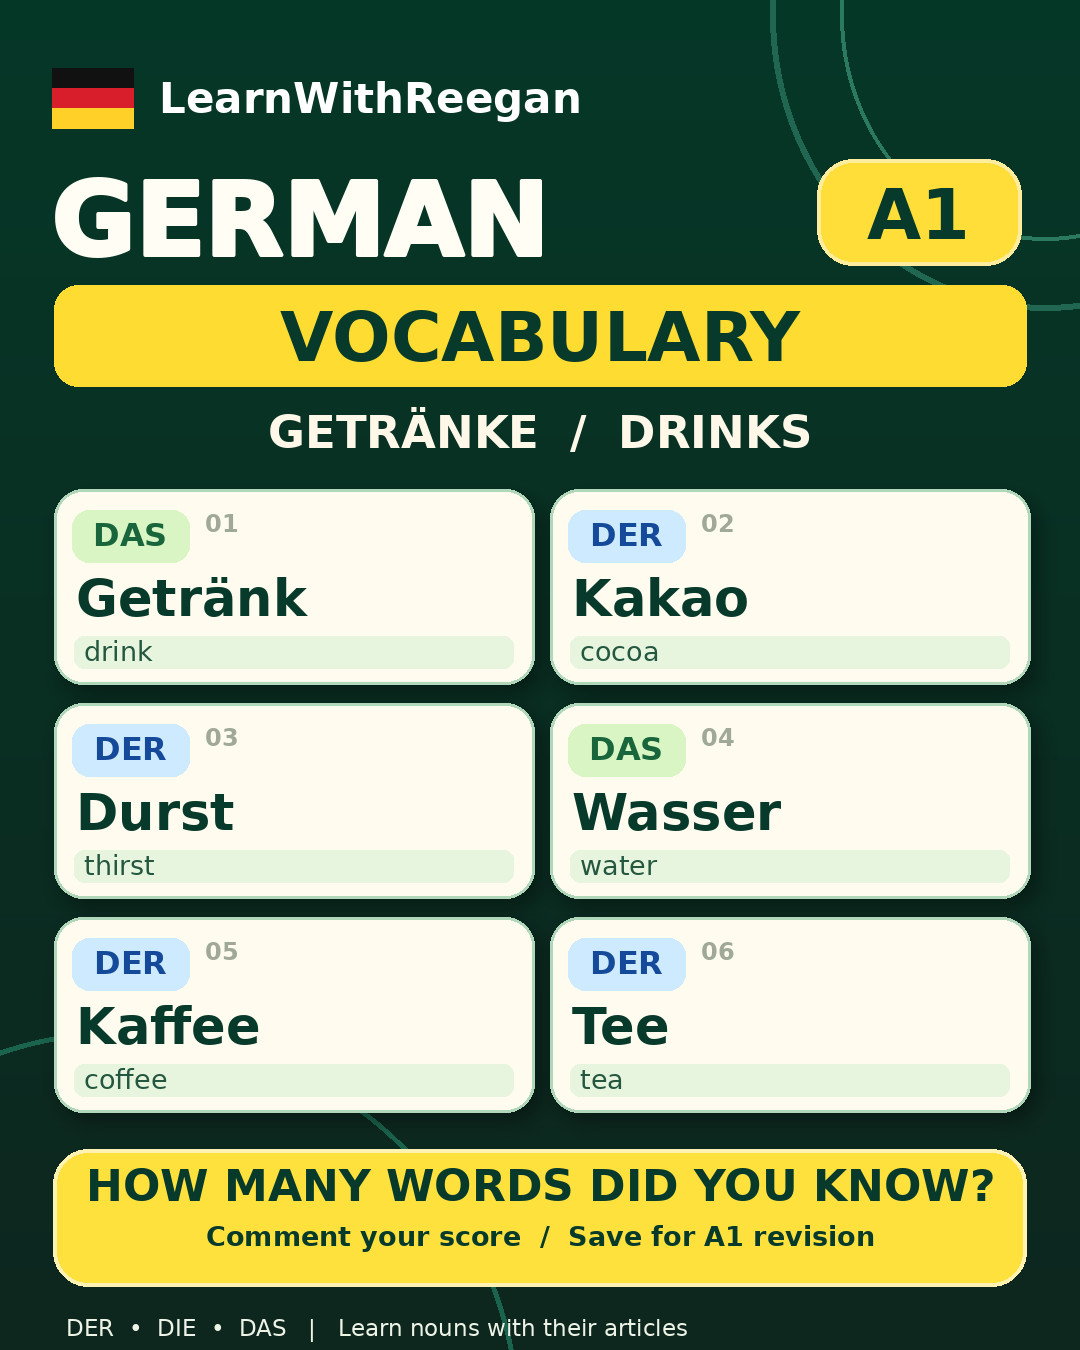 LearnWithReegan
GERMAN
A1
VOCABULARY
GETRÄNKE / DRINKS
DAS 01
Getränk
drink
DER 02
Kakao
cocoa
DER 03
Durst
thirst
DAS 04
Wasser
water
DER 05
Kaffee
coffee
DER 06
Tee
tea
HOW MANY WORDS DID YOU KNOW?
Comment your score / Save for A1 revision
DER • DIE • DAS | Learn nouns with their articles